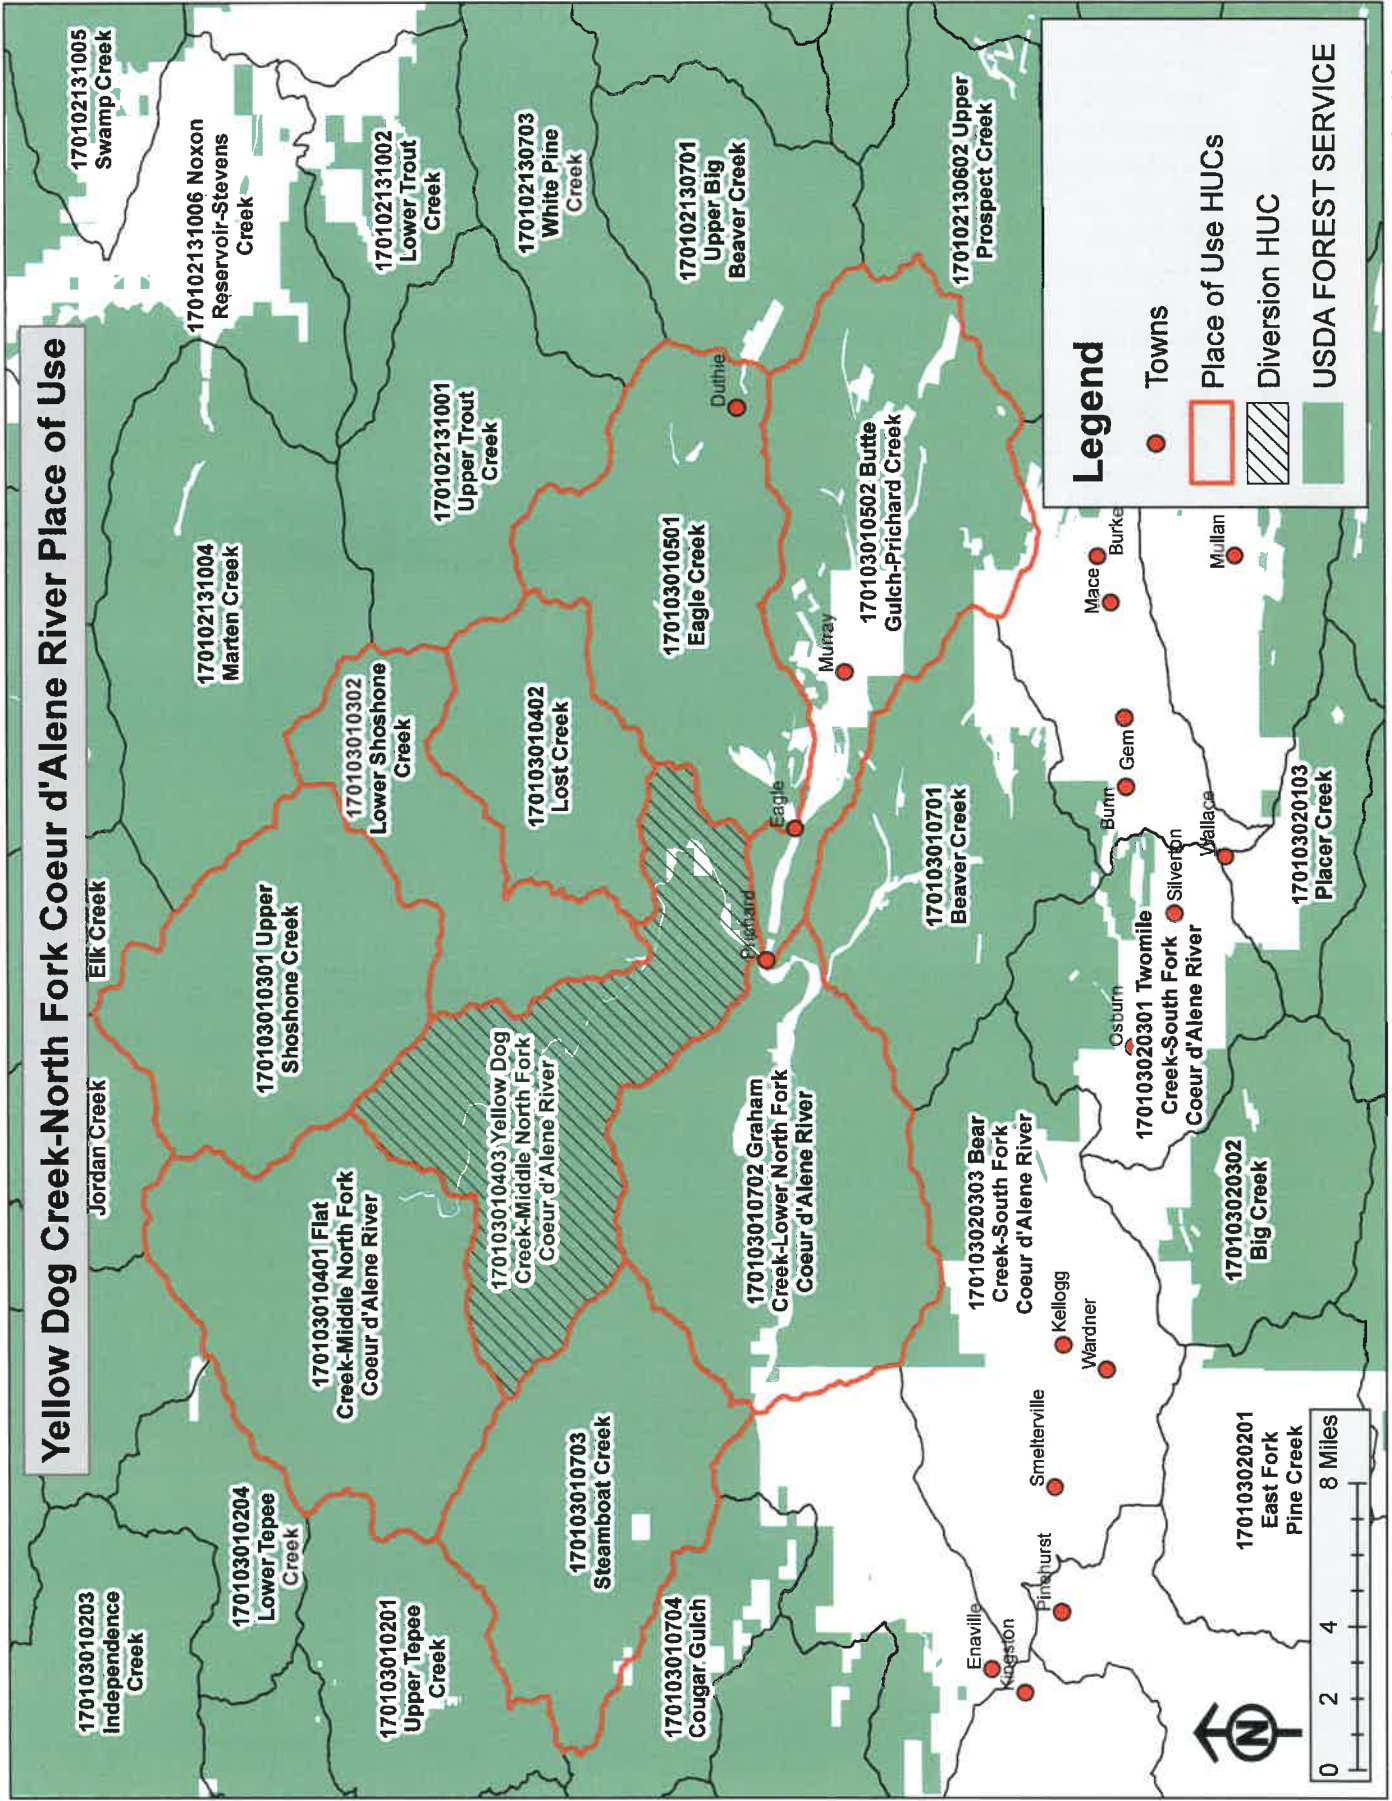 Yellow Dog Creek-North Fork Coeur d'Alene River Place of Use
170103010203
Independence
Creek
170103010204
Lower Tepee
Creek
170103010201
Upper Tepee
Creek
Jordan Creek
Elk Creek
170102131005
Swamp Creek
170102131006 Noxon
Reservoir-Stevens
Creek
170102131004
Marten Creek
170102131002
Lower Trout
Creek
170102131001
Upper Trout
Creek
170102130703
White Pine
Creek
170102130701
Upper Big
Beaver Creek
170102130602 Upper
Prospect Creek
170103010301 Upper
Shoshone Creek
170103010302
Lower Shoshone
Creek
170103010401 Flat
Creek-Middle North Fork
Coeur d'Alene River
170103010402
Lost Creek
170103010403 Yellow Dog
Creek-Middle North Fork
Coeur d'Alene River
170103010501
Eagle Creek
170103010502 Butte
Gulch-Prichard Creek
170103010703
Steamboat Creek
170103010704
Cougar Gulch
170103010702 Graham
Creek-Lower North Fork
Coeur d'Alene River
170103010701
Beaver Creek
170103020303 Bear
Creek-South Fork
Coeur d'Alene River
170103020301 Twomile
Creek-South Fork
Coeur d'Alene River
170103020302
Big Creek
170103020103
Placer Creek
170103020201
East Fork
Pine Creek
Duthie
Murray
Eagle
Prichard
Enaville
Kingston
Pinehurst
Smelterville
Kellogg
Wardner
Osburn
Silverton
Wallace
Bunn
Gem
Mace
Burke
Mullan
Legend
Towns
Place of Use HUCs
Diversion HUC
USDA FOREST SERVICE
N
0 2 4 8 Miles